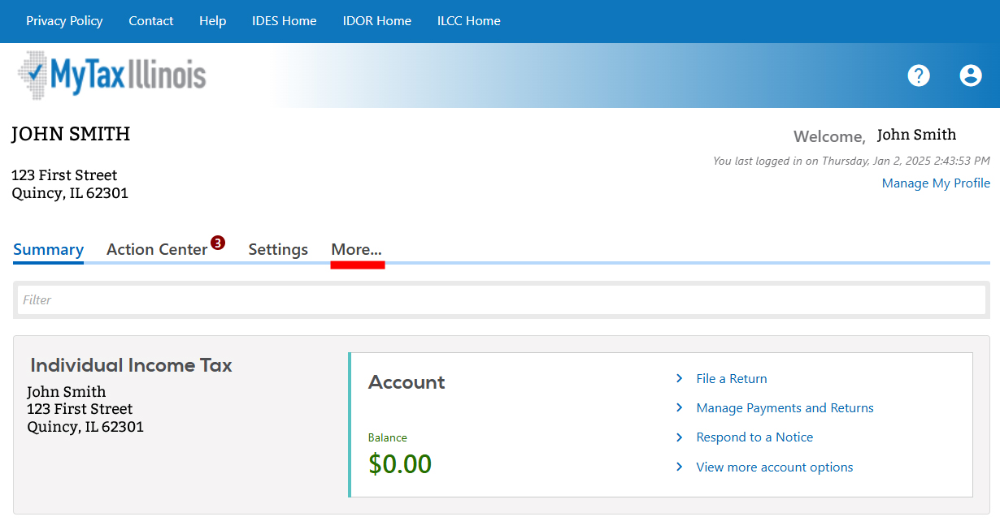 Privacy Policy Contact Help IDES Home IDOR Home ILCC Home
MyTax Illinois
?
JOHN SMITH
Welcome, John Smith
You last logged in on Thursday, Jan 2, 2025 2:43:53 PM
123 First Street
Quincy, IL 62301
Manage My Profile
Summary Action Center 3 Settings More...
Filter
Individual Income Tax
John Smith
123 First Street
Quincy, IL 62301
Account
Balance
$0.00
File a Return
Manage Payments and Returns
Respond to a Notice
View more account options